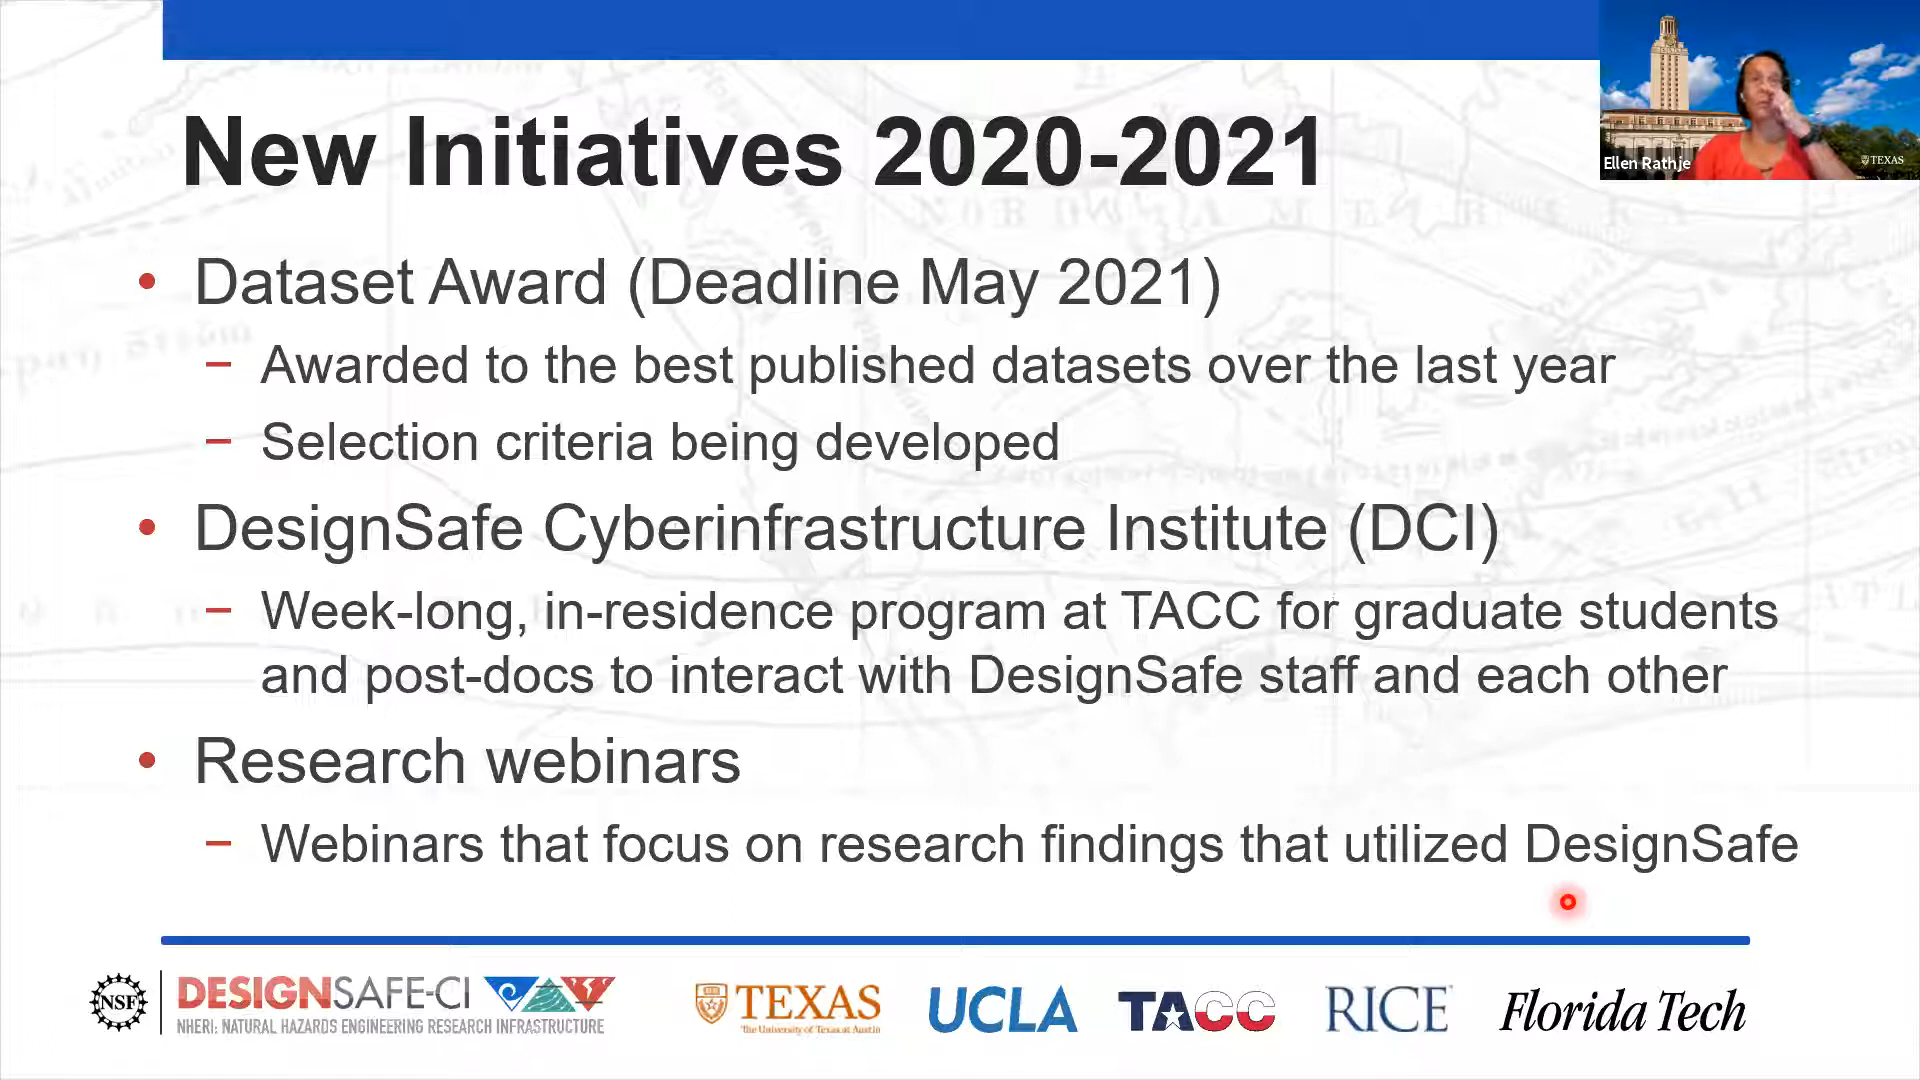 New Initiatives 2020-2021
Ellen Rathje
TEXAS
• Dataset Award (Deadline May 2021)
– Awarded to the best published datasets over the last year
– Selection criteria being developed
• DesignSafe Cyberinfrastructure Institute (DCI)
– Week-long, in-residence program at TACC for graduate students
and post-docs to interact with DesignSafe staff and each other
• Research webinars
– Webinars that focus on research findings that utilized DesignSafe
NSF
DESIGNSAFE-CI
NHERI: NATURAL HAZARDS ENGINEERING RESEARCH INFRASTRUCTURE
TEXAS
The University of Texas at Austin
UCLA
TACC
RICE
Florida Tech